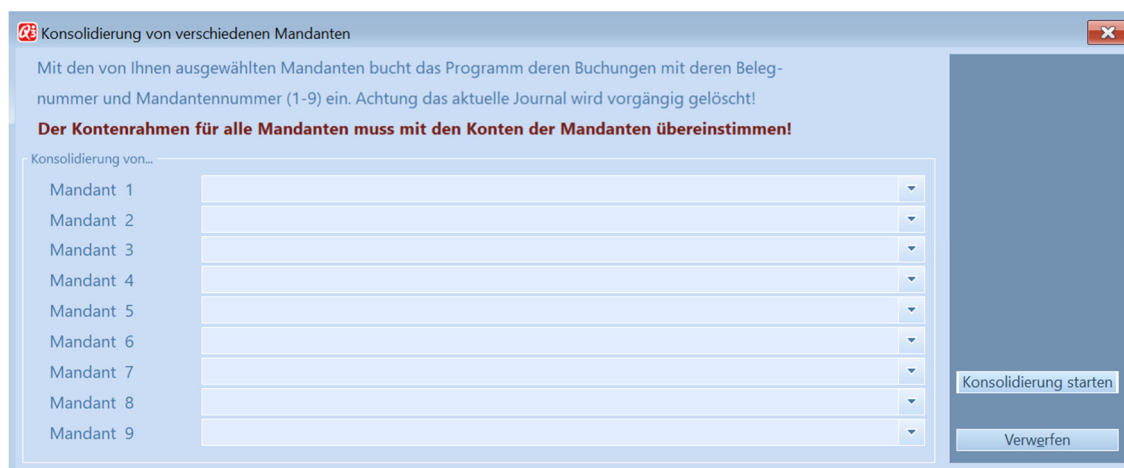 Konsolidierung von verschiedenen Mandanten
Mit den von Ihnen ausgewählten Mandanten bucht das Programm deren Buchungen mit deren Beleg-
nummer und Mandantennummer (1-9) ein. Achtung das aktuelle Journal wird vorgängig gelöscht!
Der Kontenrahmen für alle Mandanten muss mit den Konten der Mandanten übereinstimmen!
Konsolidierung von...
Mandant 1
Mandant 2
Mandant 3
Mandant 4
Mandant 5
Mandant 6
Mandant 7
Mandant 8
Mandant 9
Konsolidierung starten
Verwerfen